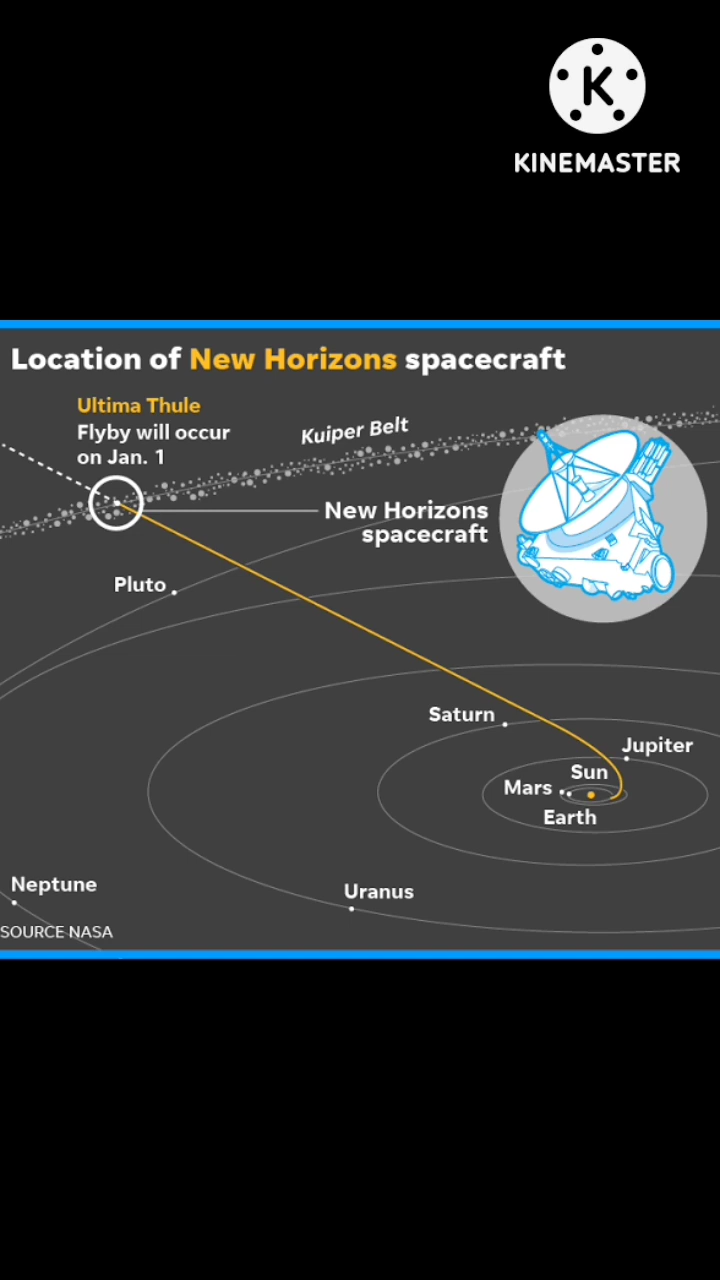 K
KINEMASTER
Location of New Horizons spacecraft
Ultima Thule
Flyby will occur
on Jan. 1
Kuiper Belt
New Horizons
spacecraft
Pluto
Saturn
Jupiter
Sun
Mars
Earth
Neptune
Uranus
SOURCE NASA